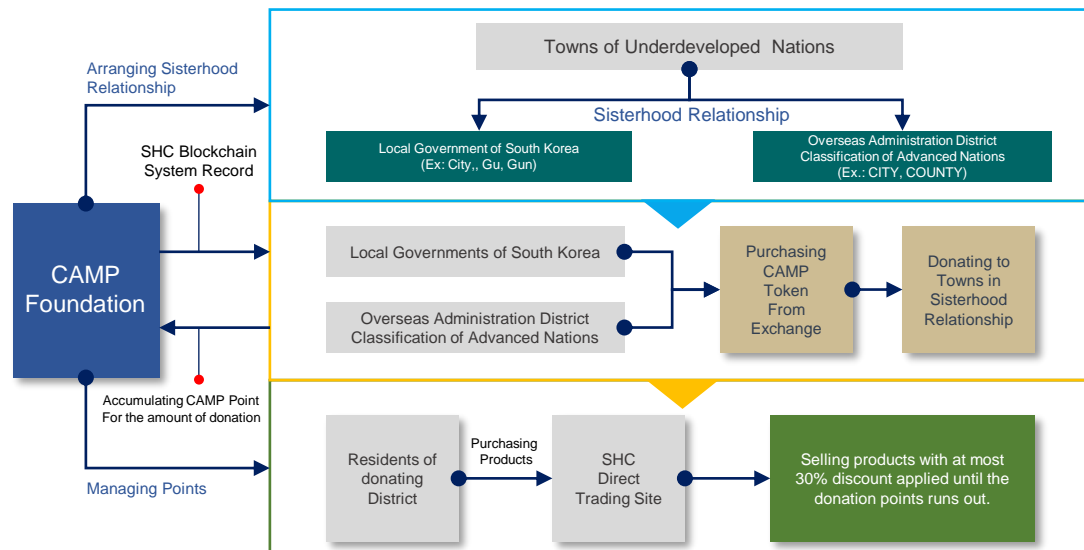 Towns of Underdeveloped Nations
Arranging Sisterhood
Relationship
Sisterhood Relationship
Local Government of South Korea
(Ex: City,, Gu, Gun)
Overseas Administration District
Classification of Advanced Nations
(Ex.: CITY, COUNTY)
SHC Blockchain
System Record
CAMP
Foundation
Local Governments of South Korea
Overseas Administration District
Classification of Advanced Nations
Purchasing
CAMP
Token
From
Exchange
Donating to
Towns in
Sisterhood
Relationship
Accumulating CAMP Point
For the amount of donation
Managing Points
Residents of
donating
District
Purchasing
Products
SHC
Direct
Trading Site
Selling products with at most
30% discount applied until the
donation points runs out.